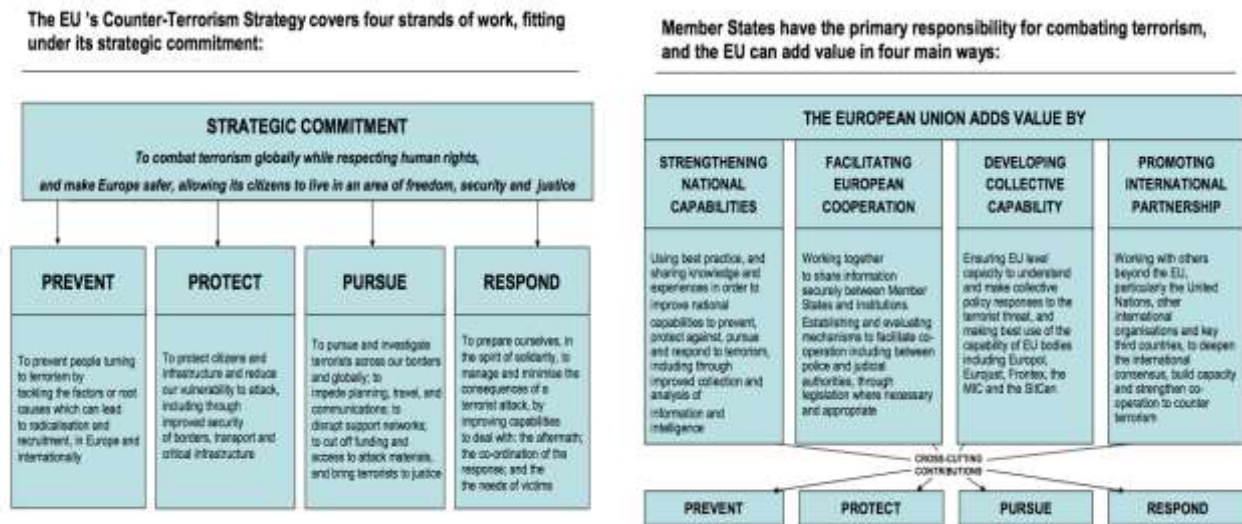 The EU 's Counter-Terrorism Strategy covers four strands of work, fitting
under its strategic commitment:
STRATEGIC COMMITMENT
To combat terrorism globally while respecting human rights,
and make Europe safer, allowing its citizens to live in an area of freedom, security and justice
PREVENT
To prevent people turning
to terrorism by
tackling the factors or root
causes which can lead
to radicalisation and
recruitment, in Europe and
internationally
PROTECT
To protect citizens and
infrastructure and reduce
our vulnerability to attack,
including through
improved security
of borders, transport and
critical infrastructure
PURSUE
To pursue and investigate
terrorists across our borders
and globally; to
impede planning, travel, and
communications; to
disrupt support networks;
to cut off funding and
access to attack materials,
and bring terrorists to justice
RESPOND
To prepare ourselves, in
the spirit of solidarity, to
manage and minimise the
consequences of a
terrorist attack, by
improving capabilities
to deal with: the aftermath;
the co-ordination of the
response; and the
the needs of victims
Member States have the primary responsibility for combating terrorism,
and the EU can add value in four main ways:
THE EUROPEAN UNION ADDS VALUE BY
STRENGTHENING
NATIONAL
CAPABILITIES
Using best practice, and
sharing knowledge and
experiences in order to
improve national
capabilities to prevent,
protect against, pursue
and respond to terrorism,
including through
improved collection and
analysis of
information and
intelligence
FACILITATING
EUROPEAN
COOPERATION
Working together
to share information
securely between Member
States and Institutions.
Establishing and evaluating
mechanisms to facilitate co-
operation including between
police and judicial
authorities, through
legislation where necessary
and appropriate
DEVELOPING
COLLECTIVE
CAPABILITY
Ensuring EU level
capacity to understand
and make collective
policy responses to the
terrorist threat, and
making best use of the
capability of EU bodies
including Europol,
Eurojust, Frontex, the
MIC and the SitCen
PROMOTING
INTERNATIONAL
PARTNERSHIP
Working with others
beyond the EU,
particularly the United
Nations, other
international
organisations and key
third countries, to deepen
the international
consensus, build capacity
and strengthen co-
operation to counter
terrorism
CROSS-CUTTING
CONTRIBUTIONS
PREVENT
PROTECT
PURSUE
RESPOND